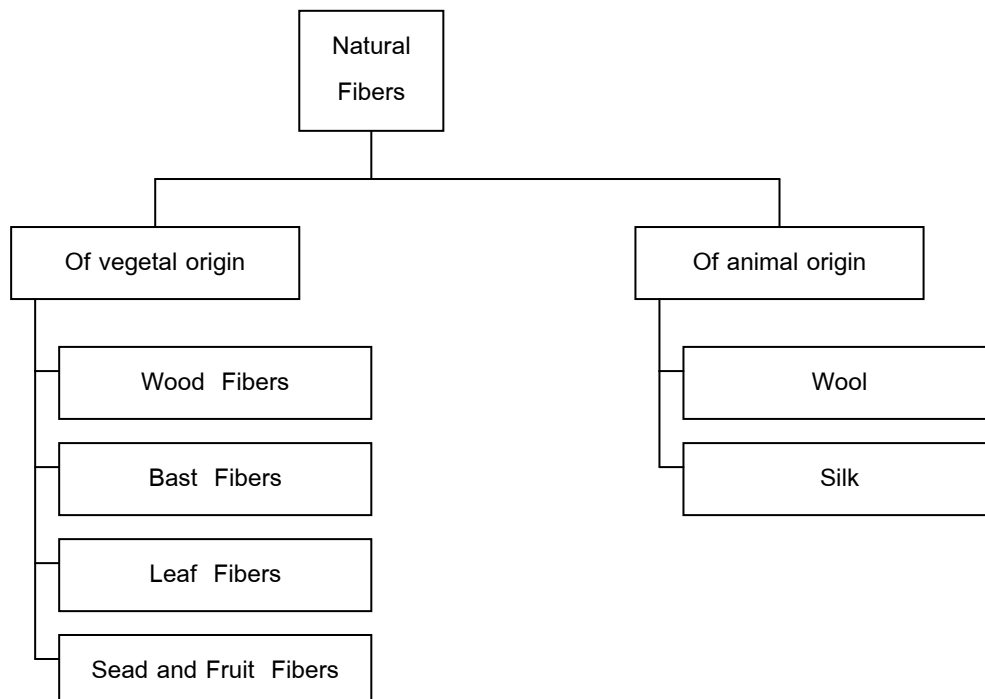 Natural
Fibers
Of vegetal origin
Of animal origin
Wood Fibers
Wool
Bast Fibers
Silk
Leaf Fibers
Sead and Fruit Fibers